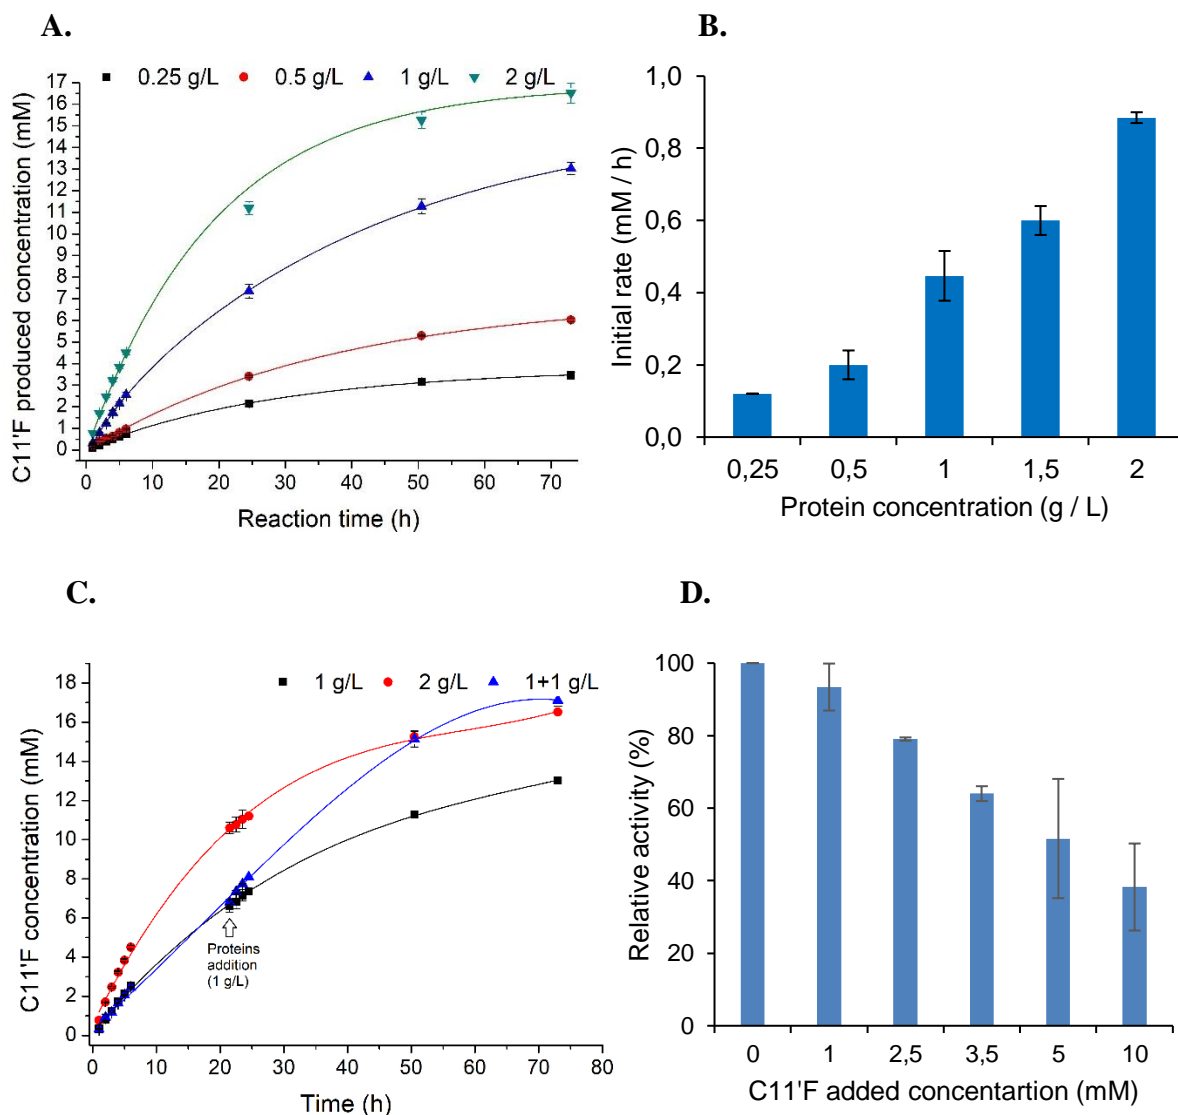 A.
0.25 g/L 0.5 g/L 1 g/L 2 g/L
C11'F produced concentration (mM)
17
16
15
14
13
12
11
10
9
8
7
6
5
4
3
2
1
0
0 10 20 30 40 50 60 70
Reaction time (h)
B.
Initial rate (mM / h)
1,0
0,8
0,6
0,4
0,2
0,0
0,25 0,5 1 1,5 2
Protein concentration (g / L)
C.
1 g/L 2 g/L 1+1 g/L
C11'F concentration (mM)
18
16
14
12
10
8
6
4
2
0
Proteins
addition
(1 g/L)
0 10 20 30 40 50 60 70 80
Time (h)
D.
Relative activity (%)
100
80
60
40
20
0
0 1 2,5 3,5 5 10
C11'F added concentartion (mM)